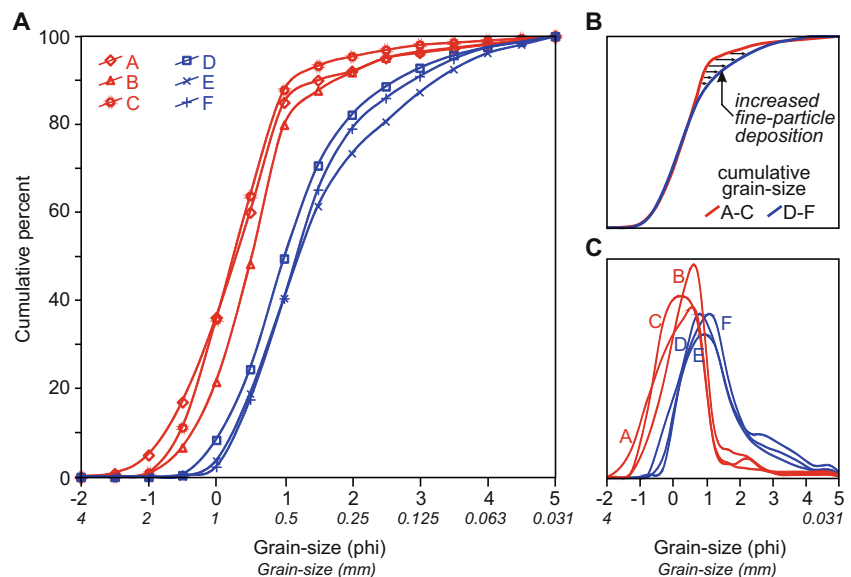 A
100
80
60
40
20
0
Cumulative percent
A
B
C
D
E
F
-2 -1 0 1 2 3 4 5
4 2 1 0.5 0.25 0.125 0.063 0.031
Grain-size (phi)
Grain-size (mm)
B
increased
fine-particle
deposition
cumulative
grain-size
A-C D-F
C
B
C
F
D
E
A
-2 -1 0 1 2 3 4 5
4 0.031
Grain-size (phi)
Grain-size (mm)